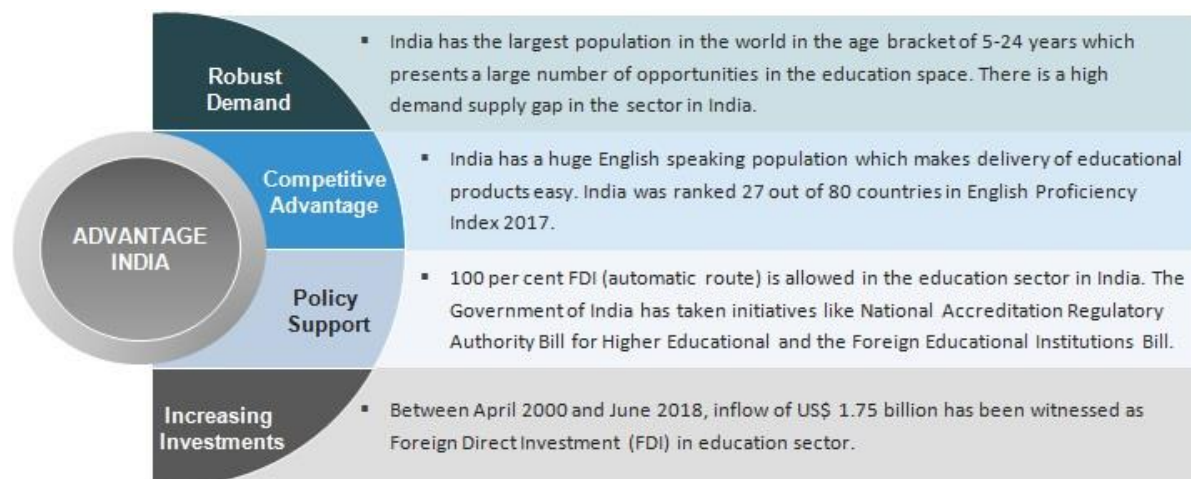 ADVANTAGE
INDIA
Robust
Demand
▪ India has the largest population in the world in the age bracket of 5-24 years which
presents a large number of opportunities in the education space. There is a high
demand supply gap in the sector in India.
Competitive
Advantage
▪ India has a huge English speaking population which makes delivery of educational
products easy. India was ranked 27 out of 80 countries in English Proficiency
Index 2017.
Policy
Support
▪ 100 per cent FDI (automatic route) is allowed in the education sector in India. The
Government of India has taken initiatives like National Accreditation Regulatory
Authority Bill for Higher Educational and the Foreign Educational Institutions Bill.
Increasing
Investments
▪ Between April 2000 and June 2018, inflow of US$ 1.75 billion has been witnessed as
Foreign Direct Investment (FDI) in education sector.